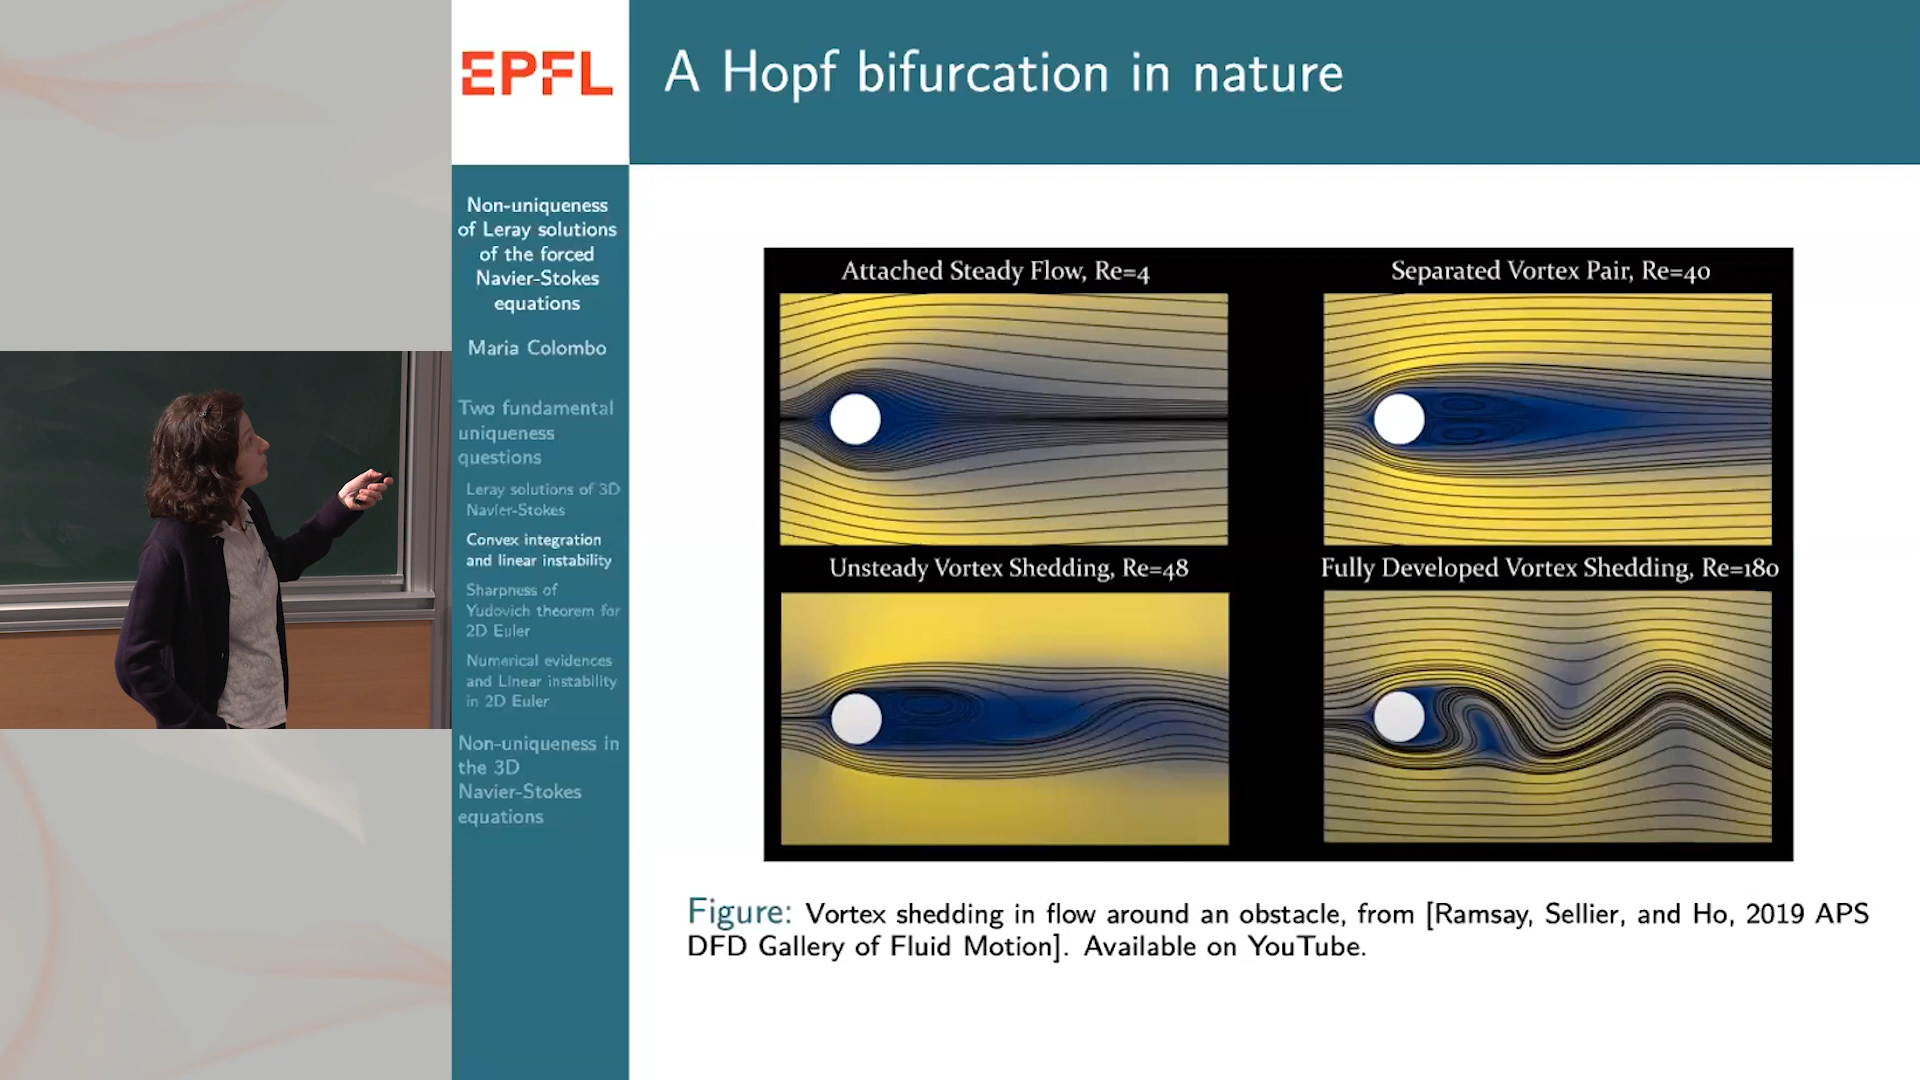 EPFL
A Hopf bifurcation in nature
Non-uniqueness
of Leray solutions
of the forced
Navier-Stokes
equations
Maria Colombo
Two fundamental
uniqueness
questions
Leray solutions of 3D
Navier-Stokes
Convex integration
and linear instability
Sharpness of
Yudovich theorem for
2D Euler
Numerical evidences
and Linear instability
in 2D Euler
Non-uniqueness in
the 3D
Navier-Stokes
equations
Attached Steady Flow, Re=4
Separated Vortex Pair, Re=40
Unsteady Vortex Shedding, Re=48
Fully Developed Vortex Shedding, Re=180
Figure: Vortex shedding in flow around an obstacle, from [Ramsay, Sellier, and Ho, 2019 APS
DFD Gallery of Fluid Motion]. Available on YouTube.